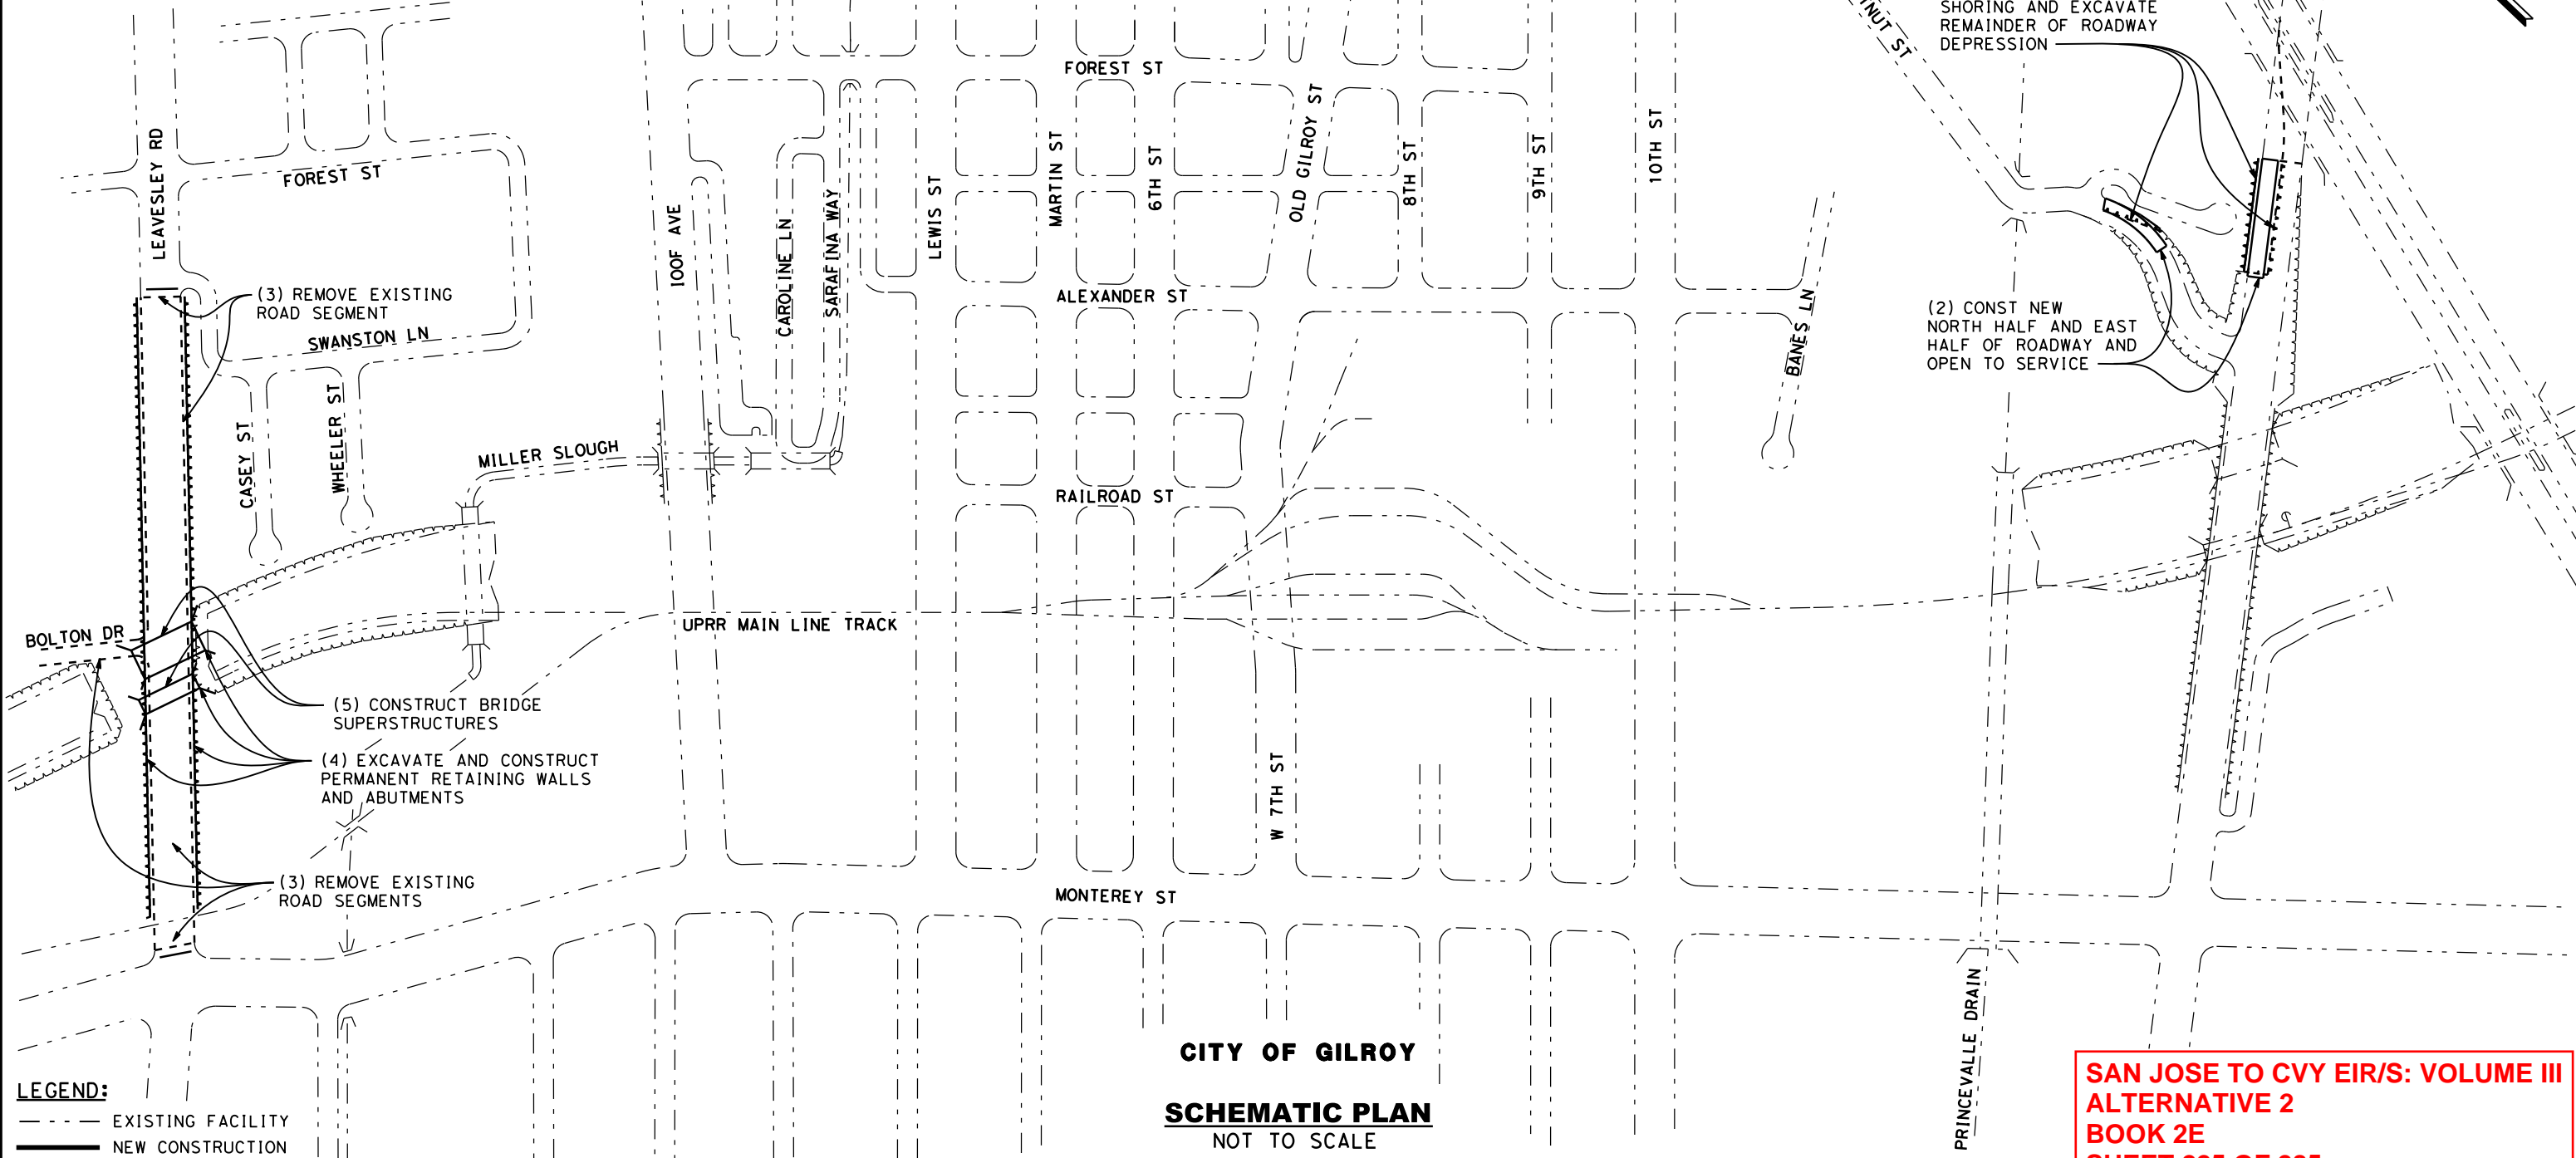 SHORING AND EXCAVATE
REMAINDER OF ROADWAY
DEPRESSION
NUT ST
FOREST ST
LEAVESLEY RD
FOREST ST
IOOF AVE
CAROLINE LN
SARAFINA WAY
LEWIS ST
MARTIN ST
6TH ST
OLD GILROY ST
8TH ST
9TH ST
10TH ST
(3) REMOVE EXISTING
ROAD SEGMENT
SWANSTON LN
ALEXANDER ST
BANES LN
(2) CONST NEW
NORTH HALF AND EAST
HALF OF ROADWAY AND
OPEN TO SERVICE
CASEY ST
WHEELER ST
MILLER SLOUGH
RAILROAD ST
BOLTON DR
UPRR MAIN LINE TRACK
(5) CONSTRUCT BRIDGE
SUPERSTRUCTURES
(4) EXCAVATE AND CONSTRUCT
PERMANENT RETAINING WALLS
AND ABUTMENTS
W 7TH ST
(3) REMOVE EXISTING
ROAD SEGMENTS
MONTEREY ST
PRINCEVALLE DRAIN
CITY OF GILROY
SCHEMATIC PLAN
NOT TO SCALE
LEGEND:
EXISTING FACILITY
NEW CONSTRUCTION
SAN JOSE TO CVY EIR/S: VOLUME III
ALTERNATIVE 2
BOOK 2E